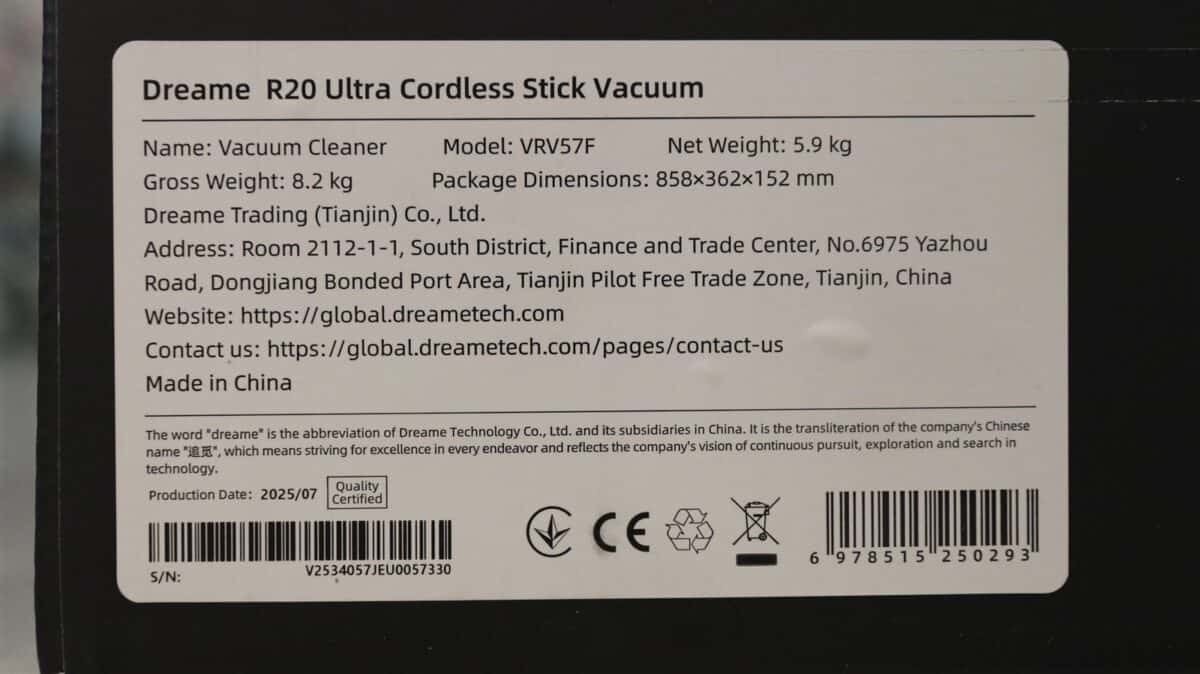 Dreame R20 Ultra Cordless Stick Vacuum
Name: Vacuum Cleaner Model: VRV57F Net Weight: 5.9 kg
Gross Weight: 8.2 kg Package Dimensions: 858×362×152 mm
Dreame Trading (Tianjin) Co., Ltd.
Address: Room 2112-1-1, South District, Finance and Trade Center, No.6975 Yazhou
Road, Dongjiang Bonded Port Area, Tianjin Pilot Free Trade Zone, Tianjin, China
Website: https://global.dreametech.com
Contact us: https://global.dreametech.com/pages/contact-us
Made in China
The word "dreame" is the abbreviation of Dreame Technology Co., Ltd. and its subsidiaries in China. It is the transliteration of the company's Chinese
name "追觅", which means striving for excellence in every endeavor and reflects the company's vision of continuous pursuit, exploration and search in
technology.
Production Date: 2025/07 Quality
Certified
S/N: V2534057JEU0057330
CE
6 978515 250293